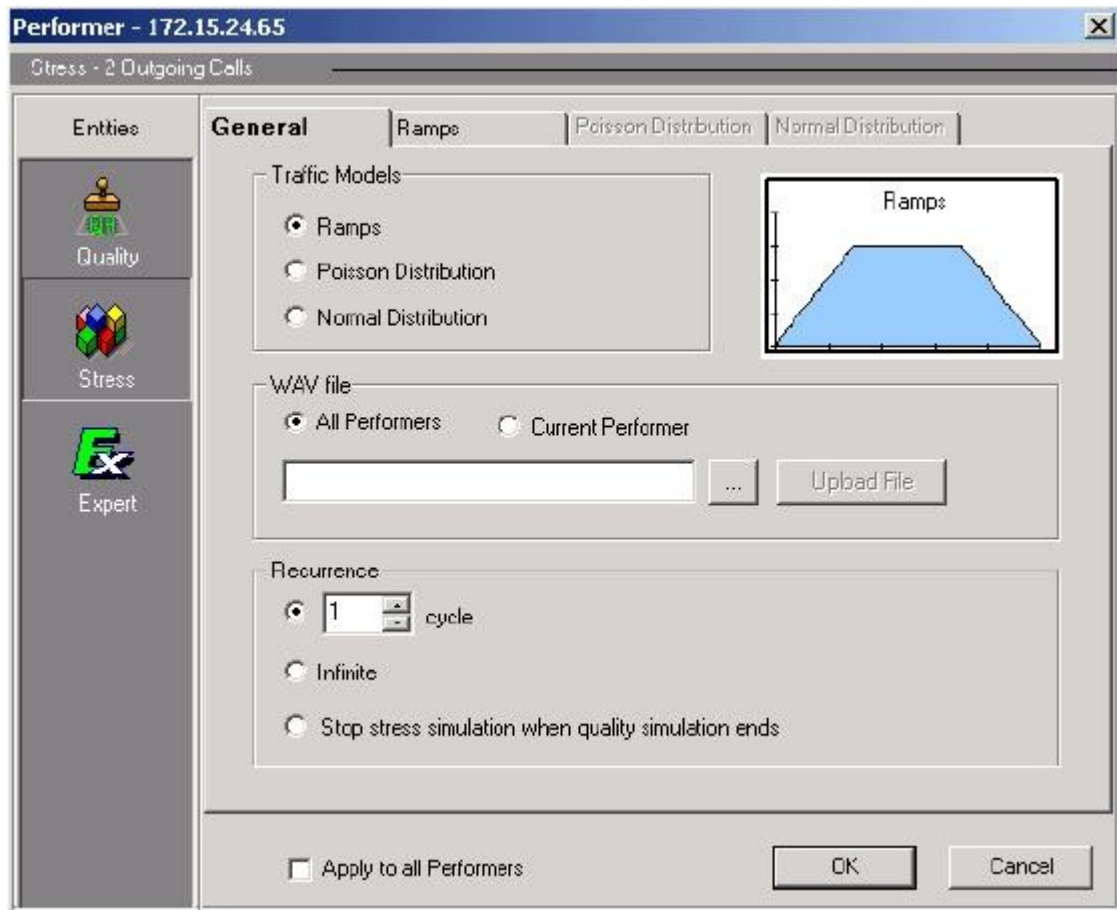 Performer - 172.15.24.65
Stress - 2 Outgoing Calls
Entities
Quality
Stress
Ex
Expert
General
Ramps
Poisson Distribution
Normal Distribution
Traffic Models
Ramps
Poisson Distribution
Normal Distribution
Ramps
WAV file
All Performers
Current Performer
...
Upload File
Recurrence
1
cycle
Infinite
Stop stress simulation when quality simulation ends
Apply to all Performers
OK
Cancel